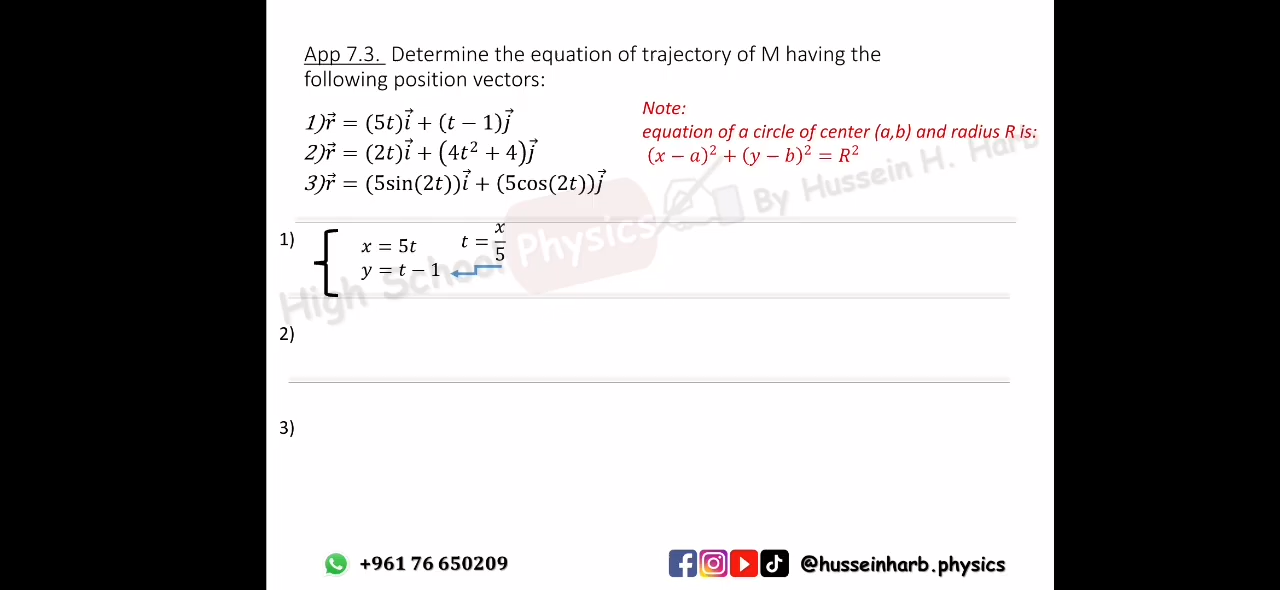 App 7.3. Determine the equation of trajectory of M having the
following position vectors:
1) r⃗ = (5t)i⃗ + (t − 1)j⃗
2) r⃗ = (2t)i⃗ + (4t² + 4)j⃗
3) r⃗ = (5sin(2t))i⃗ + (5cos(2t))j⃗
Note:
equation of a circle of center (a,b) and radius R is:
(x − a)² + (y − b)² = R²
High School Physics By Hussein H. Harb
1)
x = 5t t = x/5
y = t − 1
2)
3)
+961 76 650209
@husseinharb.physics